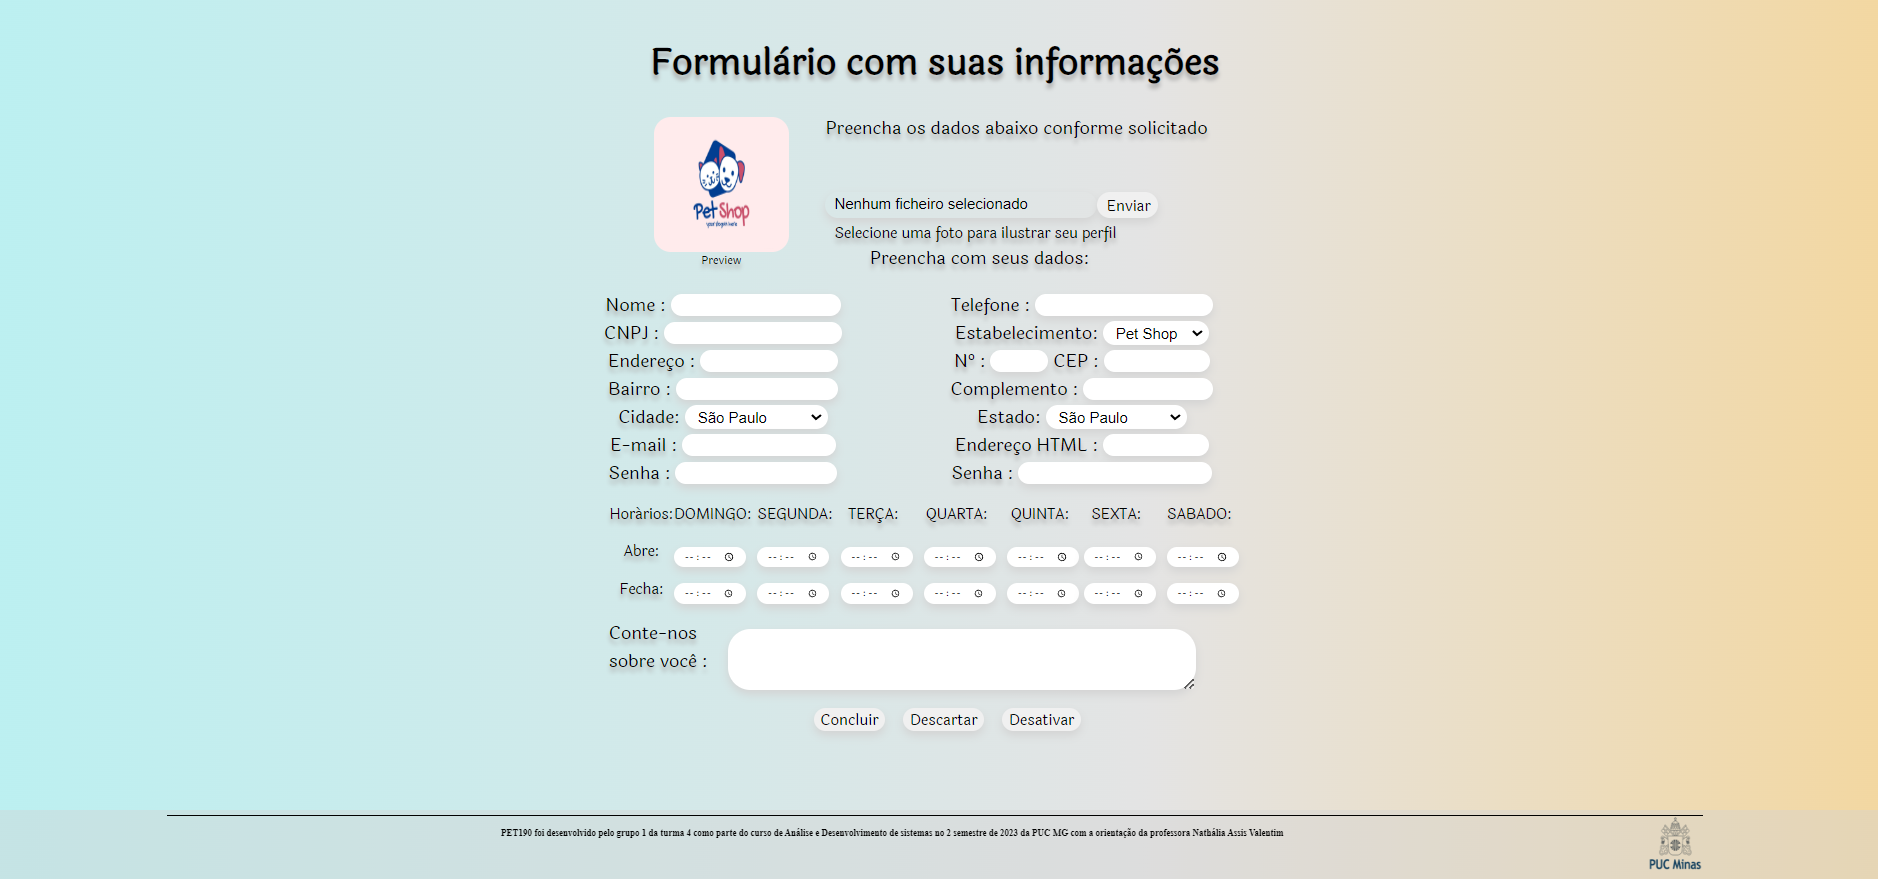 Formulário com suas informações
Preencha os dados abaixo conforme solicitado
Pet Shop
Nenhum ficheiro selecionado Enviar
Selecione uma foto para ilustrar seu perfil
Preview
Preencha com seus dados:
Nome : Telefone :
CNPJ : Estabelecimento: Pet Shop
Endereço : Nº : CEP :
Bairro : Complemento :
Cidade: São Paulo Estado: São Paulo
E-mail : Endereço HTML :
Senha : Senha :
Horàrios: DOMINGO: SEGUNDA: TERÇA: QUARTA: QUINTA: SEXTA: SABADO:
Abre: --:-- --:-- --:-- --:-- --:-- --:-- --:--
Fecha: --:-- --:-- --:-- --:-- --:-- --:-- --:--
Conte-nos
sobre você :
Concluir Descartar Desativar
PET190 foi desenvolvido pelo grupo 1 da turma 4 como parte do curso de Análise e Desenvolvimento de sistemas no 2 semestre de 2023 da PUC MG com a orientação da professora Nathália Assis Valentim
PUC Minas